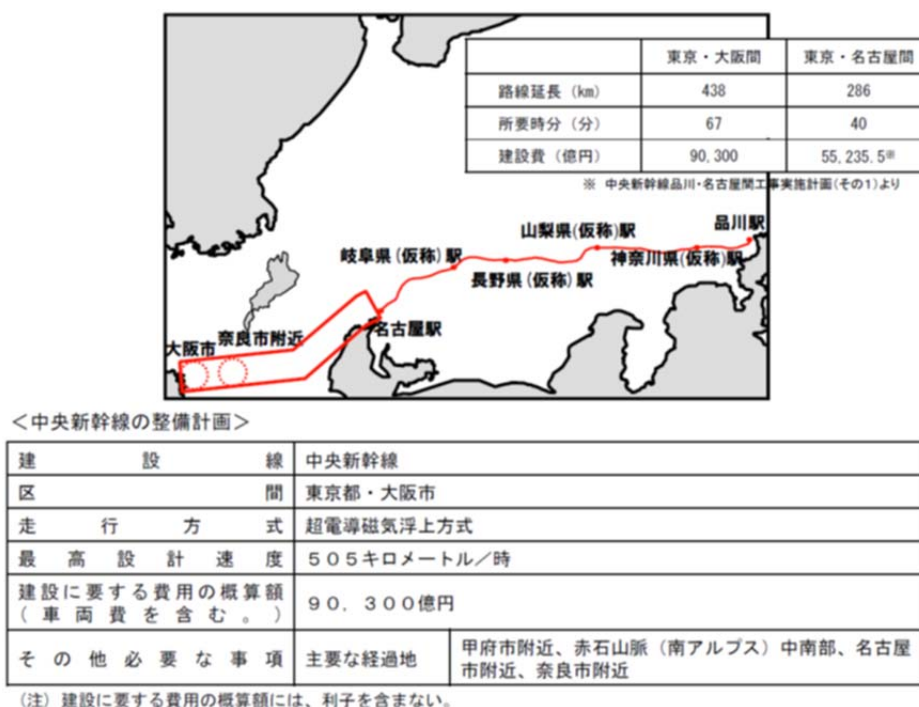 東京・大阪間 東京・名古屋間
路線延長（km） 438 286
所要時分（分） 67 40
建設費（億円） 90,300 55,235.5※
※ 中央新幹線品川・名古屋間工事実施計画（その1）より
品川駅
山梨県（仮称）駅
岐阜県（仮称）駅 神奈川県（仮称）駅
長野県（仮称）駅
名古屋駅
奈良市附近
大阪市
＜中央新幹線の整備計画＞
建設線 中央新幹線
区間 東京都・大阪市
走行方式 超電導磁気浮上方式
最高設計速度 ５０５キロメートル／時
建設に要する費用の概算額
（車両費を含む。） ９０，３００億円
その他必要な事項 主要な経過地 甲府市附近、赤石山脈（南アルプス）中南部、名古屋
市附近、奈良市附近
（注）建設に要する費用の概算額には、利子を含まない。